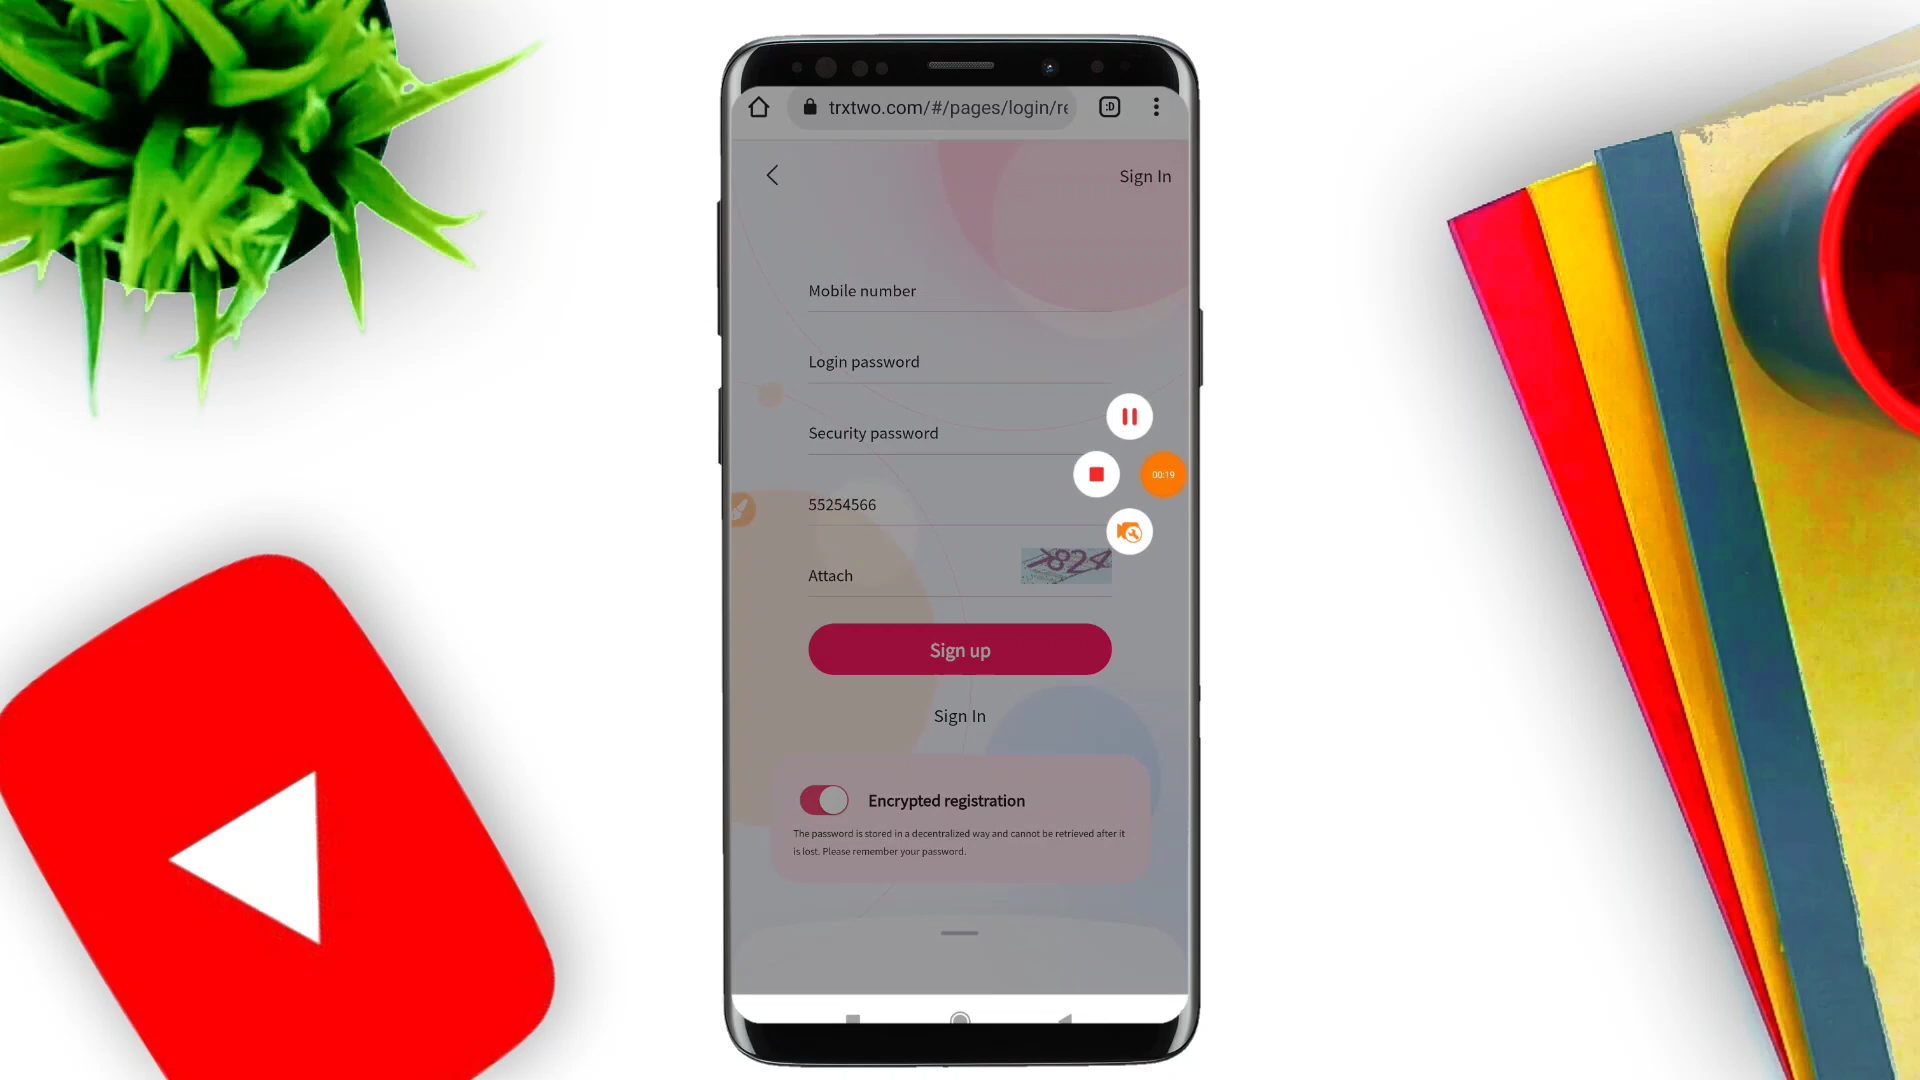 trxtwo.com/#/pages/login/re
:D
Sign In
Mobile number
Login password
Security password
00:19
55254566
Attach
824
Sign up
Sign In
Encrypted registration
The password is stored in a decentralized way and cannot be retrieved after it
is lost. Please remember your password.